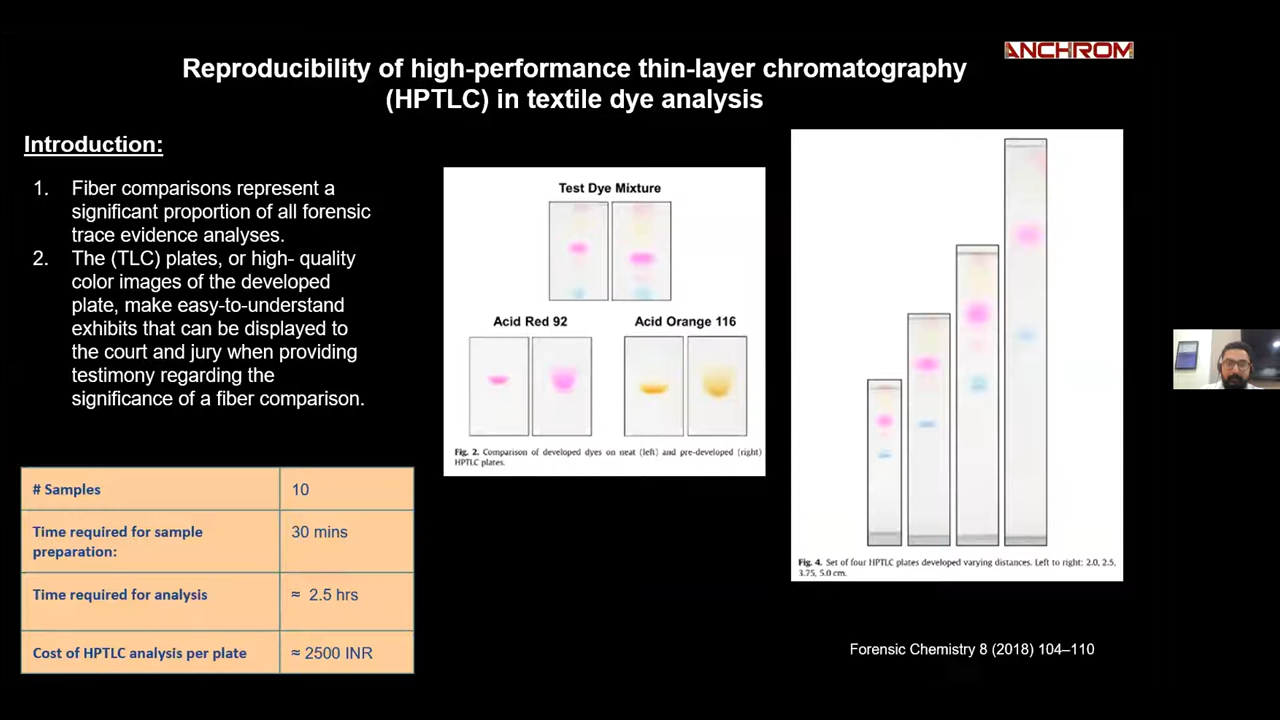 ANCHROM
Reproducibility of high-performance thin-layer chromatography
(HPTLC) in textile dye analysis
Introduction:
1. Fiber comparisons represent a
significant proportion of all forensic
trace evidence analyses.
2. The (TLC) plates, or high- quality
color images of the developed
plate, make easy-to-understand
exhibits that can be displayed to
the court and jury when providing
testimony regarding the
significance of a fiber comparison.
# Samples 10
Time required for sample
preparation: 30 mins
Time required for analysis ≈ 2.5 hrs
Cost of HPTLC analysis per plate ≈ 2500 INR
Test Dye Mixture
Acid Red 92 Acid Orange 116
Fig. 2. Comparison of developed dyes on neat (left) and pre-developed (right)
HPTLC plates.
Fig. 4. Set of four HPTLC plates developed varying distances. Left to right: 2.0, 2.5,
3.75, 5.0 cm.
Forensic Chemistry 8 (2018) 104–110